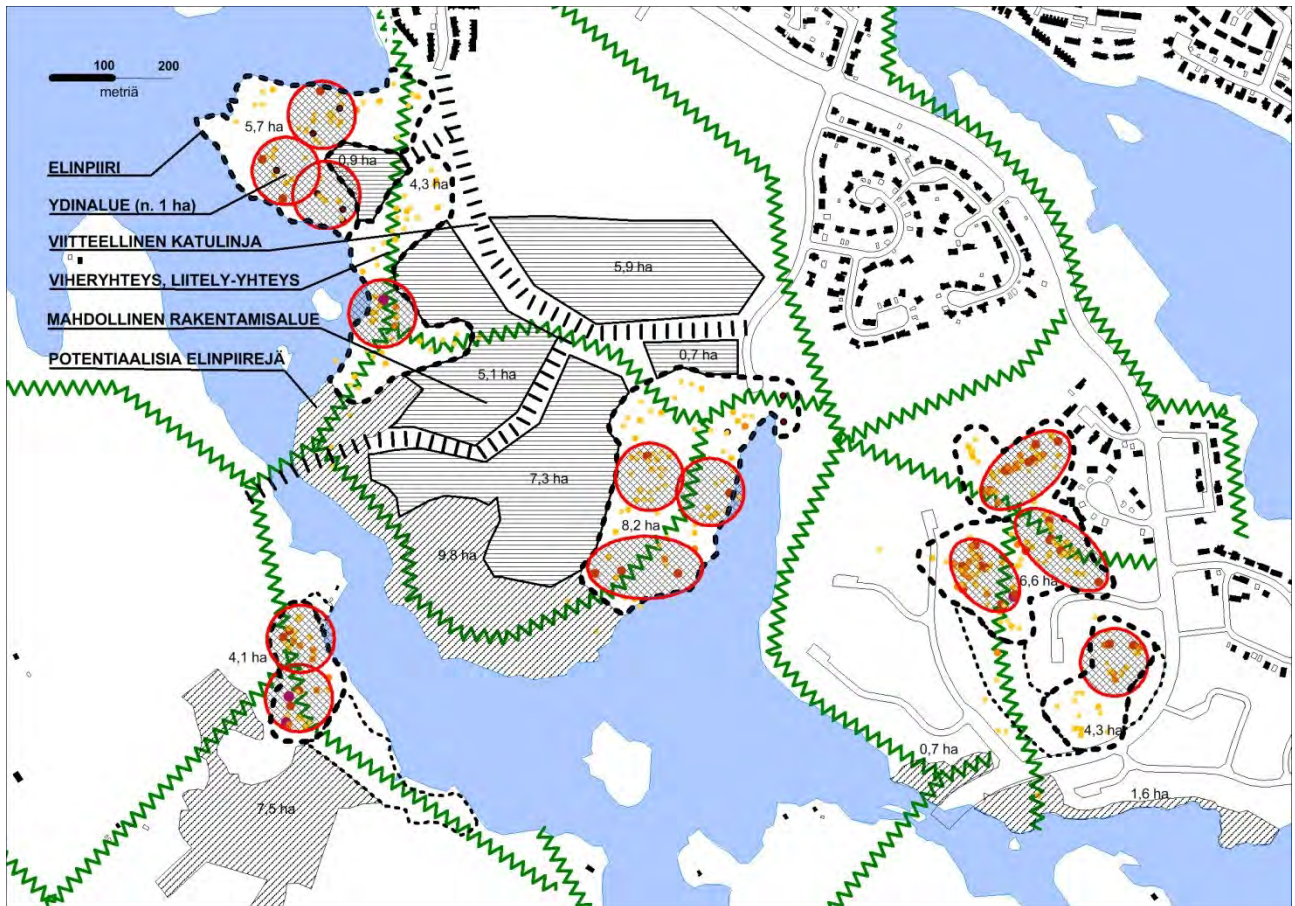 100 200
metriä
5,7 ha
0,9 ha
ELINPIIRI
4,3 ha
YDINALUE (n. 1 ha)
VIITTEELLINEN KATULINJA
5,9 ha
VIHERYHTEYS, LIITELY-YHTEYS
MAHDOLLINEN RAKENTAMISALUE
0,7 ha
POTENTIAALISIA ELINPIIREJÄ
5,1 ha
7,3 ha
8,2 ha
9,8 ha
6,6 ha
4,1 ha
4,3 ha
0,7 ha
1,6 ha
7,5 ha